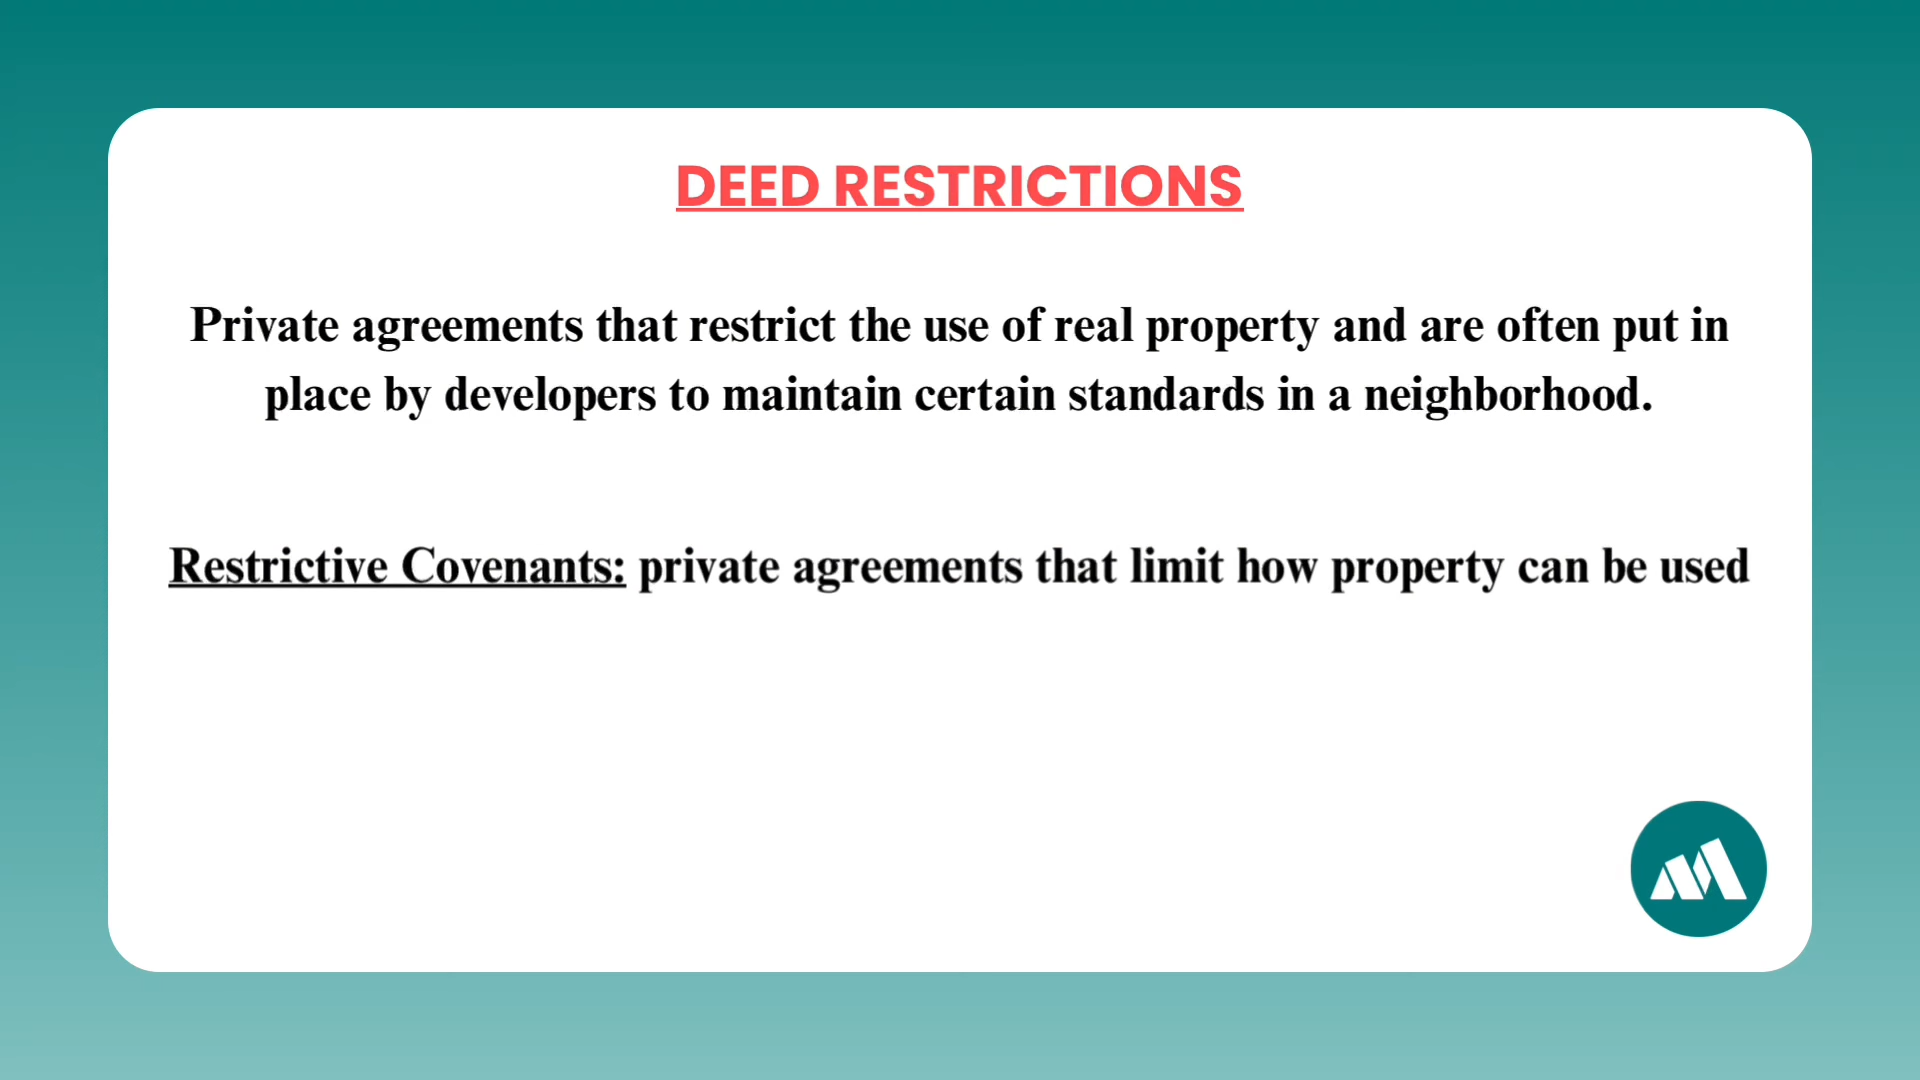 DEED RESTRICTIONS
Private agreements that restrict the use of real property and are often put in
place by developers to maintain certain standards in a neighborhood.
Restrictive Covenants: private agreements that limit how property can be used